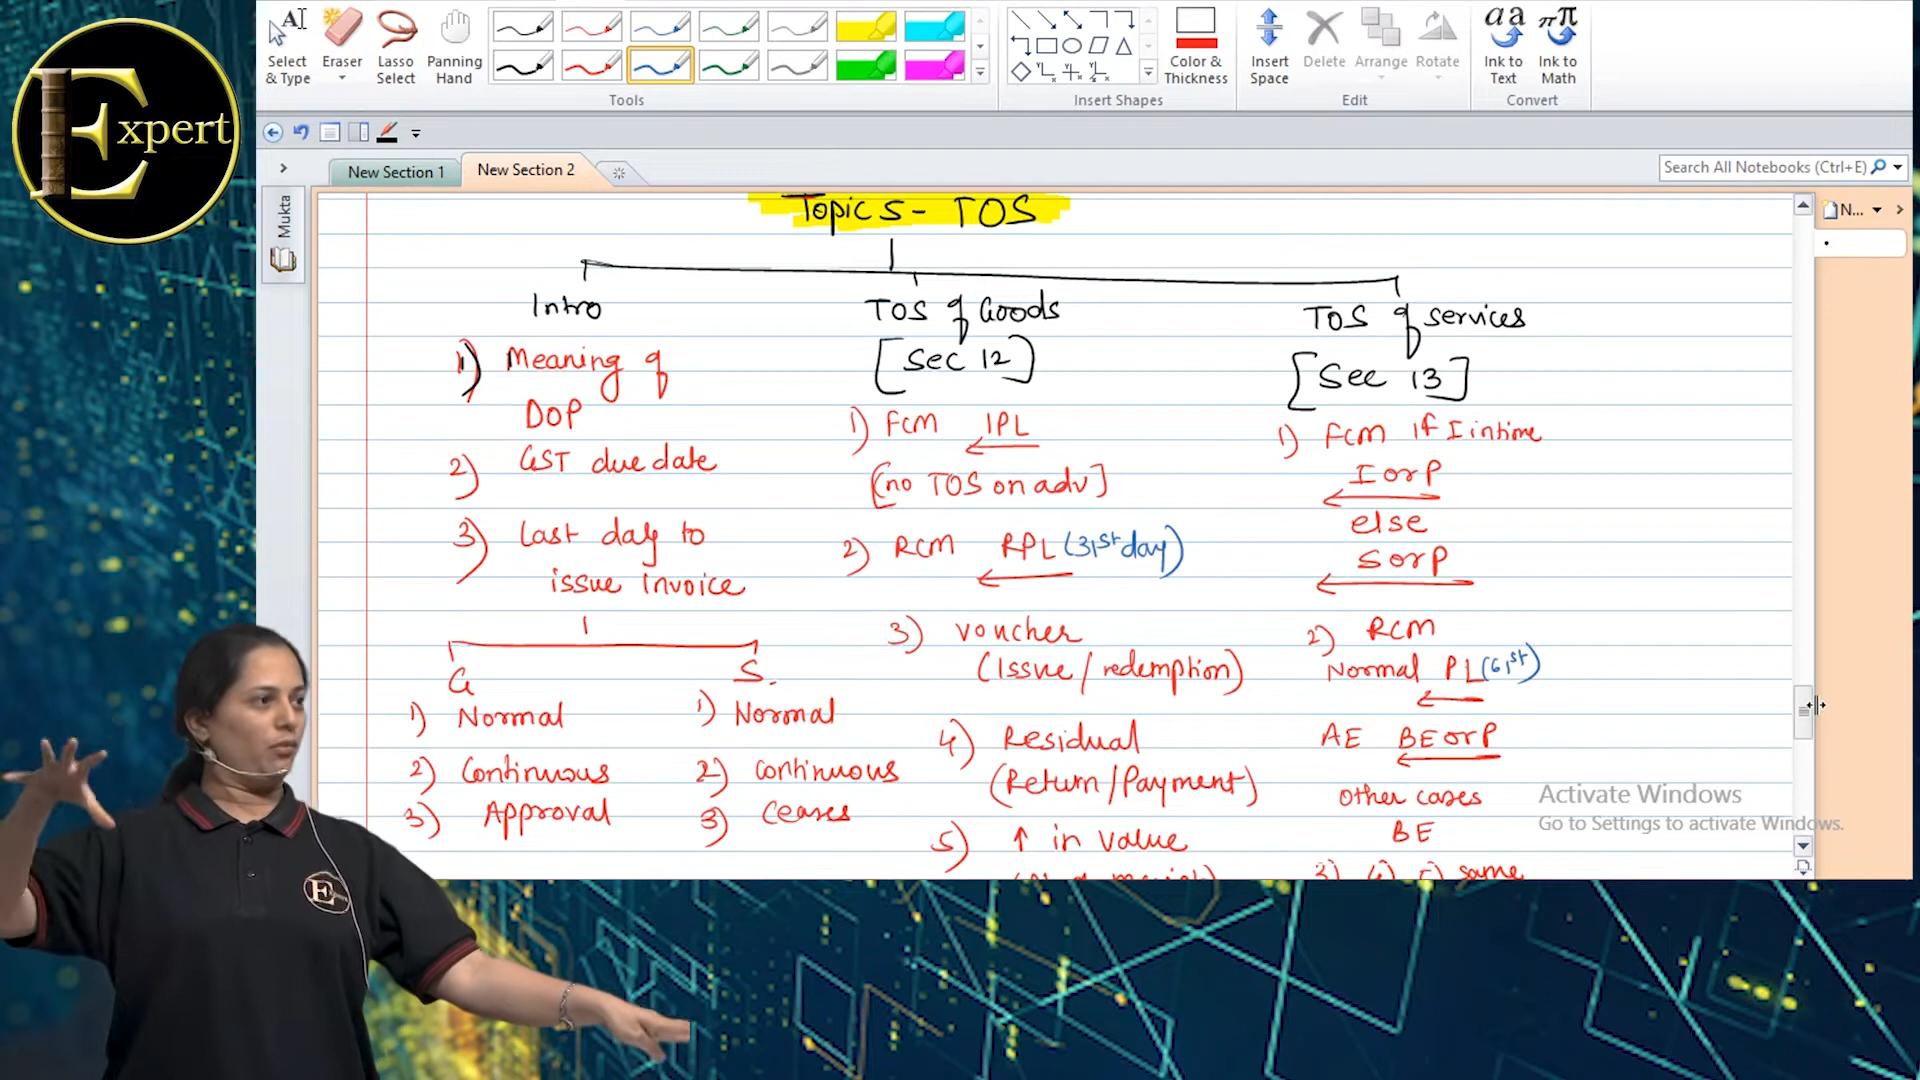 Expert
Select & Type
Eraser
Lasso Select
Panning Hand
Tools
Insert Shapes
Color & Thickness
Insert Space
Delete
Arrange
Rotate
Edit
Ink to Text
Ink to Math
Convert
New Section 1
New Section 2
Search All Notebooks (Ctrl+E)
Mukta
N...
Topic 5 - TOS
Intro
1) Meaning of
DOP
2) GST due date
3) Last day to
issue invoice
G
1) Normal
2) Continuous
3) Approval
S
1) Normal
2) Continuous
3) Ceases
TOS of Goods
[Sec 12]
1) FCM IPL
[no TOS on adv]
2) RCM RPL (31st day)
3) Voucher
(Issue / redemption)
4) Residual
(Return / Payment)
5) ↑ in value
TOS of services
[Sec 13]
1) FCM If I intime
I or P
else
S or P
2) RCM
Normal PL (61st)
AE BE or P
Other cases
BE
same
Activate Windows
Go to Settings to activate Windows.